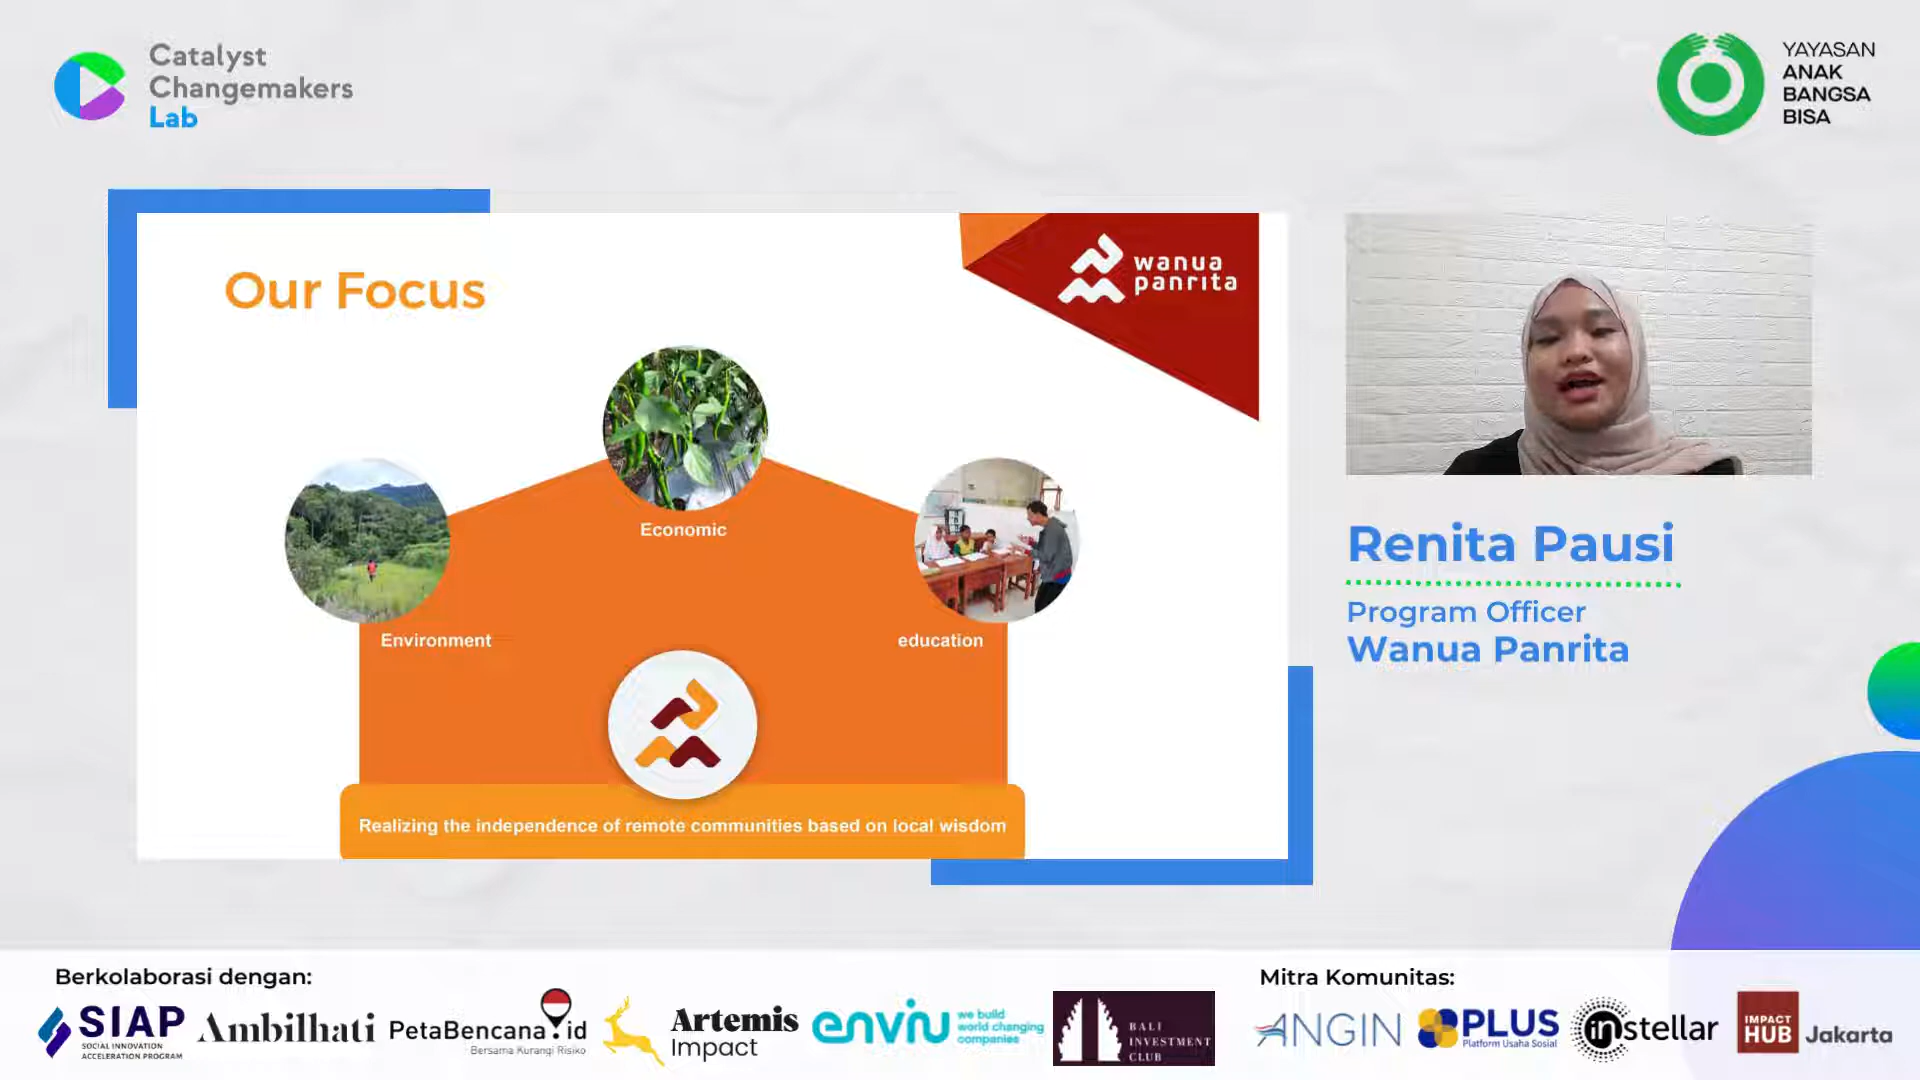 Catalyst
Changemakers
Lab
YAYASAN
ANAK
BANGSA
BISA
Our Focus
wanua
panrita
Economic
Environment
education
Realizing the independence of remote communities based on local wisdom
Renita Pausi
Program Officer
Wanua Panrita
Berkolaborasi dengan:
SIAP
SOCIAL INNOVATION
ACCELERATION PROGRAM
Ambilhati
PetaBencana.id
Bersama Kurangi Risiko
Artemis
Impact
enviu
we build
world changing
companies
BALI
INVESTMENT
CLUB
Mitra Komunitas:
ANGIN
PLUS
Platform Usaha Sosial
instellar
IMPACT
HUB
Jakarta